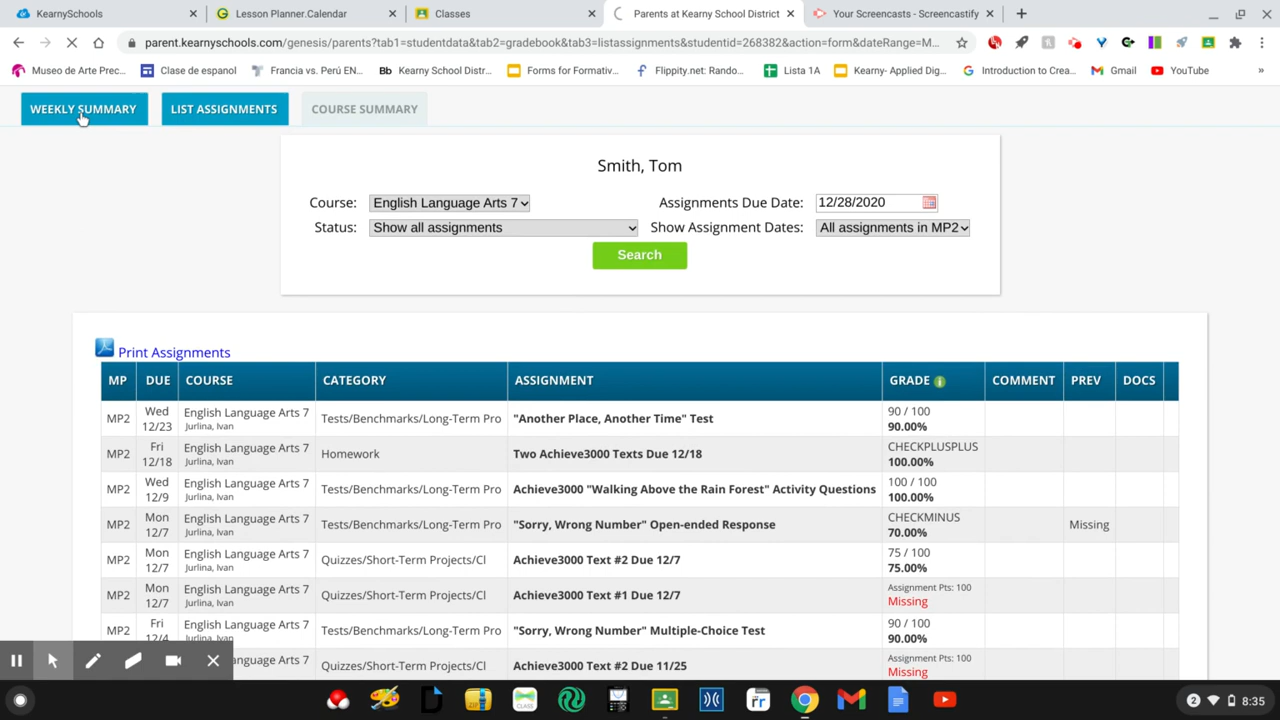 KearnySchools
Lesson Planner.Calendar
Classes
Parents at Kearny School District
Your Screencasts - Screencastify
parent.kearnyschools.com/genesis/parents?tab1=studentdata&tab2=gradebook&tab3=listassignments&studentid=268382&action=form&dateRange=M...
Museo de Arte Prec...
Clase de espanol
Francia vs. Perú EN...
Bb Kearny School Distr...
Forms for Formativ...
Flippity.net: Rando...
Lista 1A
Kearny- Applied Dig...
Introduction to Crea...
Gmail
YouTube
»
WEEKLY SUMMARY
LIST ASSIGNMENTS
COURSE SUMMARY
Smith, Tom
Course: English Language Arts 7
Assignments Due Date: 12/28/2020
Status: Show all assignments
Show Assignment Dates: All assignments in MP2
Search
Print Assignments
MP DUE COURSE CATEGORY ASSIGNMENT GRADE COMMENT PREV DOCS
MP2 Wed 12/23 English Language Arts 7 Jurlina, Ivan Tests/Benchmarks/Long-Term Pro "Another Place, Another Time" Test 90 / 100 90.00%
MP2 Fri 12/18 English Language Arts 7 Jurlina, Ivan Homework Two Achieve3000 Texts Due 12/18 CHECKPLUSPLUS 100.00%
MP2 Wed 12/9 English Language Arts 7 Jurlina, Ivan Tests/Benchmarks/Long-Term Pro Achieve3000 "Walking Above the Rain Forest" Activity Questions 100 / 100 100.00%
MP2 Mon 12/7 English Language Arts 7 Jurlina, Ivan Tests/Benchmarks/Long-Term Pro "Sorry, Wrong Number" Open-ended Response CHECKMINUS 70.00% Missing
MP2 Mon 12/7 English Language Arts 7 Jurlina, Ivan Quizzes/Short-Term Projects/Cl Achieve3000 Text #2 Due 12/7 75 / 100 75.00%
MP2 Mon 12/7 English Language Arts 7 Jurlina, Ivan Quizzes/Short-Term Projects/Cl Achieve3000 Text #1 Due 12/7 Assignment Pts: 100 Missing
MP2 Fri 12/4 English Language Arts 7 Jurlina, Ivan Tests/Benchmarks/Long-Term Pro "Sorry, Wrong Number" Multiple-Choice Test 90 / 100 90.00%
Language Arts 7 Ivan Quizzes/Short-Term Projects/Cl Achieve3000 Text #2 Due 11/25 Assignment Pts: 100 Missing
CLASS
rr
2
8:35